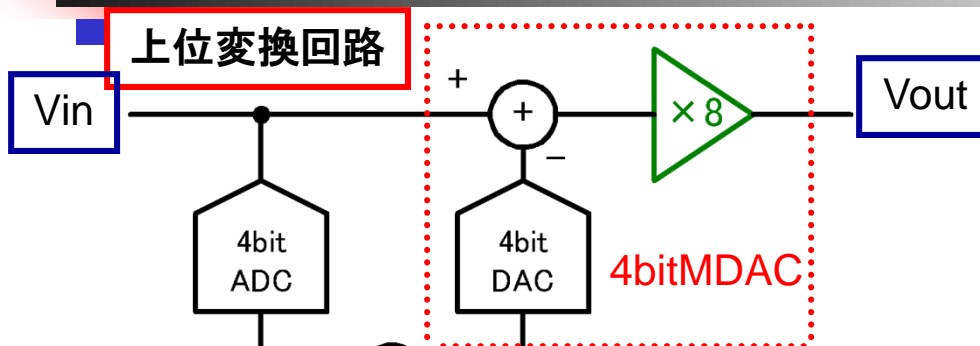 上位変換回路
Vin
+
+
−
×8
Vout
4bit
ADC
4bit
DAC
4bitMDAC